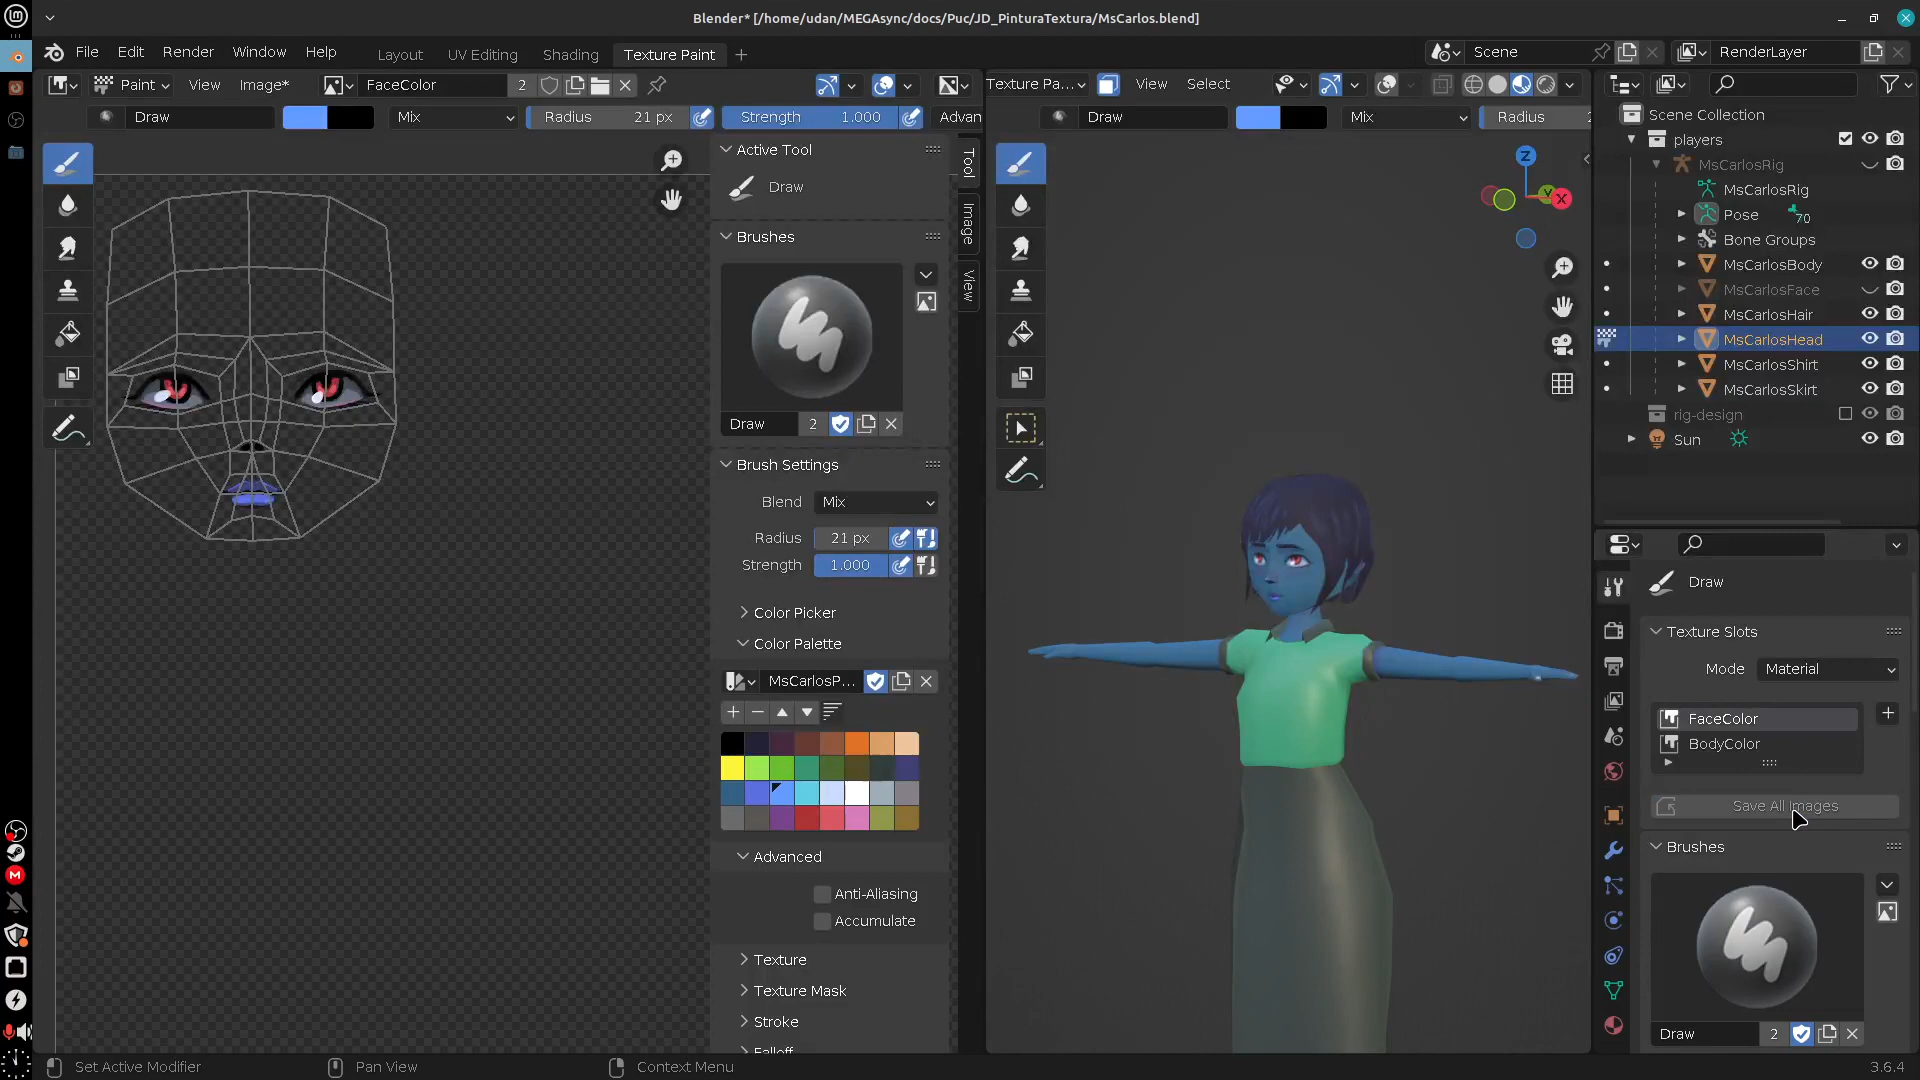 Blender* [/home/udan/MEGAsync/docs/Puc/JD_PinturaTextura/MsCarlos.blend]
File Edit Render Window Help Layout UV Editing Shading Texture Paint Scene RenderLayer
Paint View Image* FaceColor 2
Draw Mix Radius 21 px Strength 1.000 Advan
Active Tool
Draw
Brushes
Draw 2
Brush Settings
Blend Mix
Radius 21 px
Strength 1.000
Color Picker
Color Palette
MsCarlosP...
Advanced
Anti-Aliasing
Accumulate
Texture
Texture Mask
Stroke
Falloff
Tool
Image
View
Texture Pa... View Select
Draw Mix Radius 2
Z
Y
X
Scene Collection
players
MsCarlosRig
MsCarlosRig
Pose 70
Bone Groups
MsCarlosBody
MsCarlosFace
MsCarlosHair
MsCarlosHead
MsCarlosShirt
MsCarlosSkirt
rig-design
Sun
Draw
Texture Slots
Mode Material
FaceColor
BodyColor
Save All Images
Brushes
Draw 2
Set Active Modifier Pan View Context Menu 3.6.4